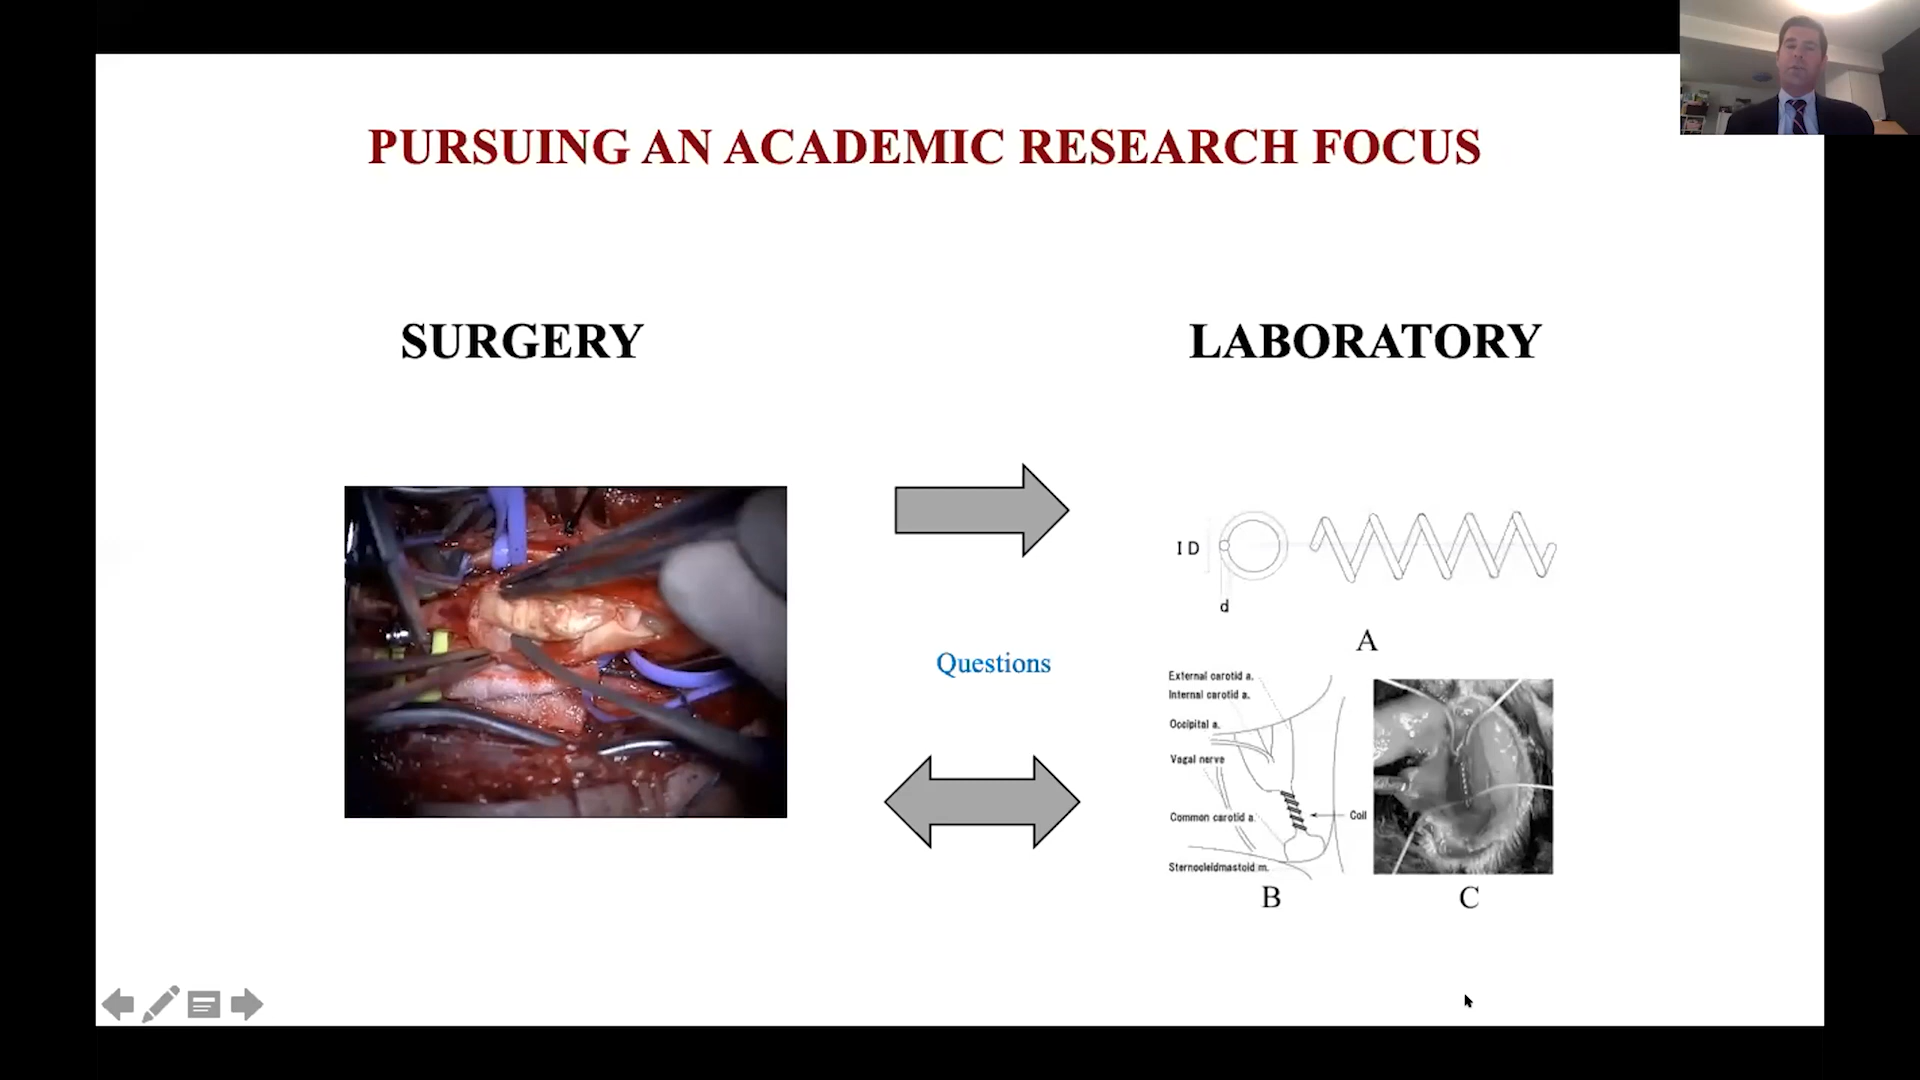 PURSUING AN ACADEMIC RESEARCH FOCUS
SURGERY
LABORATORY
Questions
I D
d
A
External carotid a.
Internal carotid a.
Occipital a.
Vagal nerve
Common carotid a.
Coil
Sternocleidmastoid m.
B
C